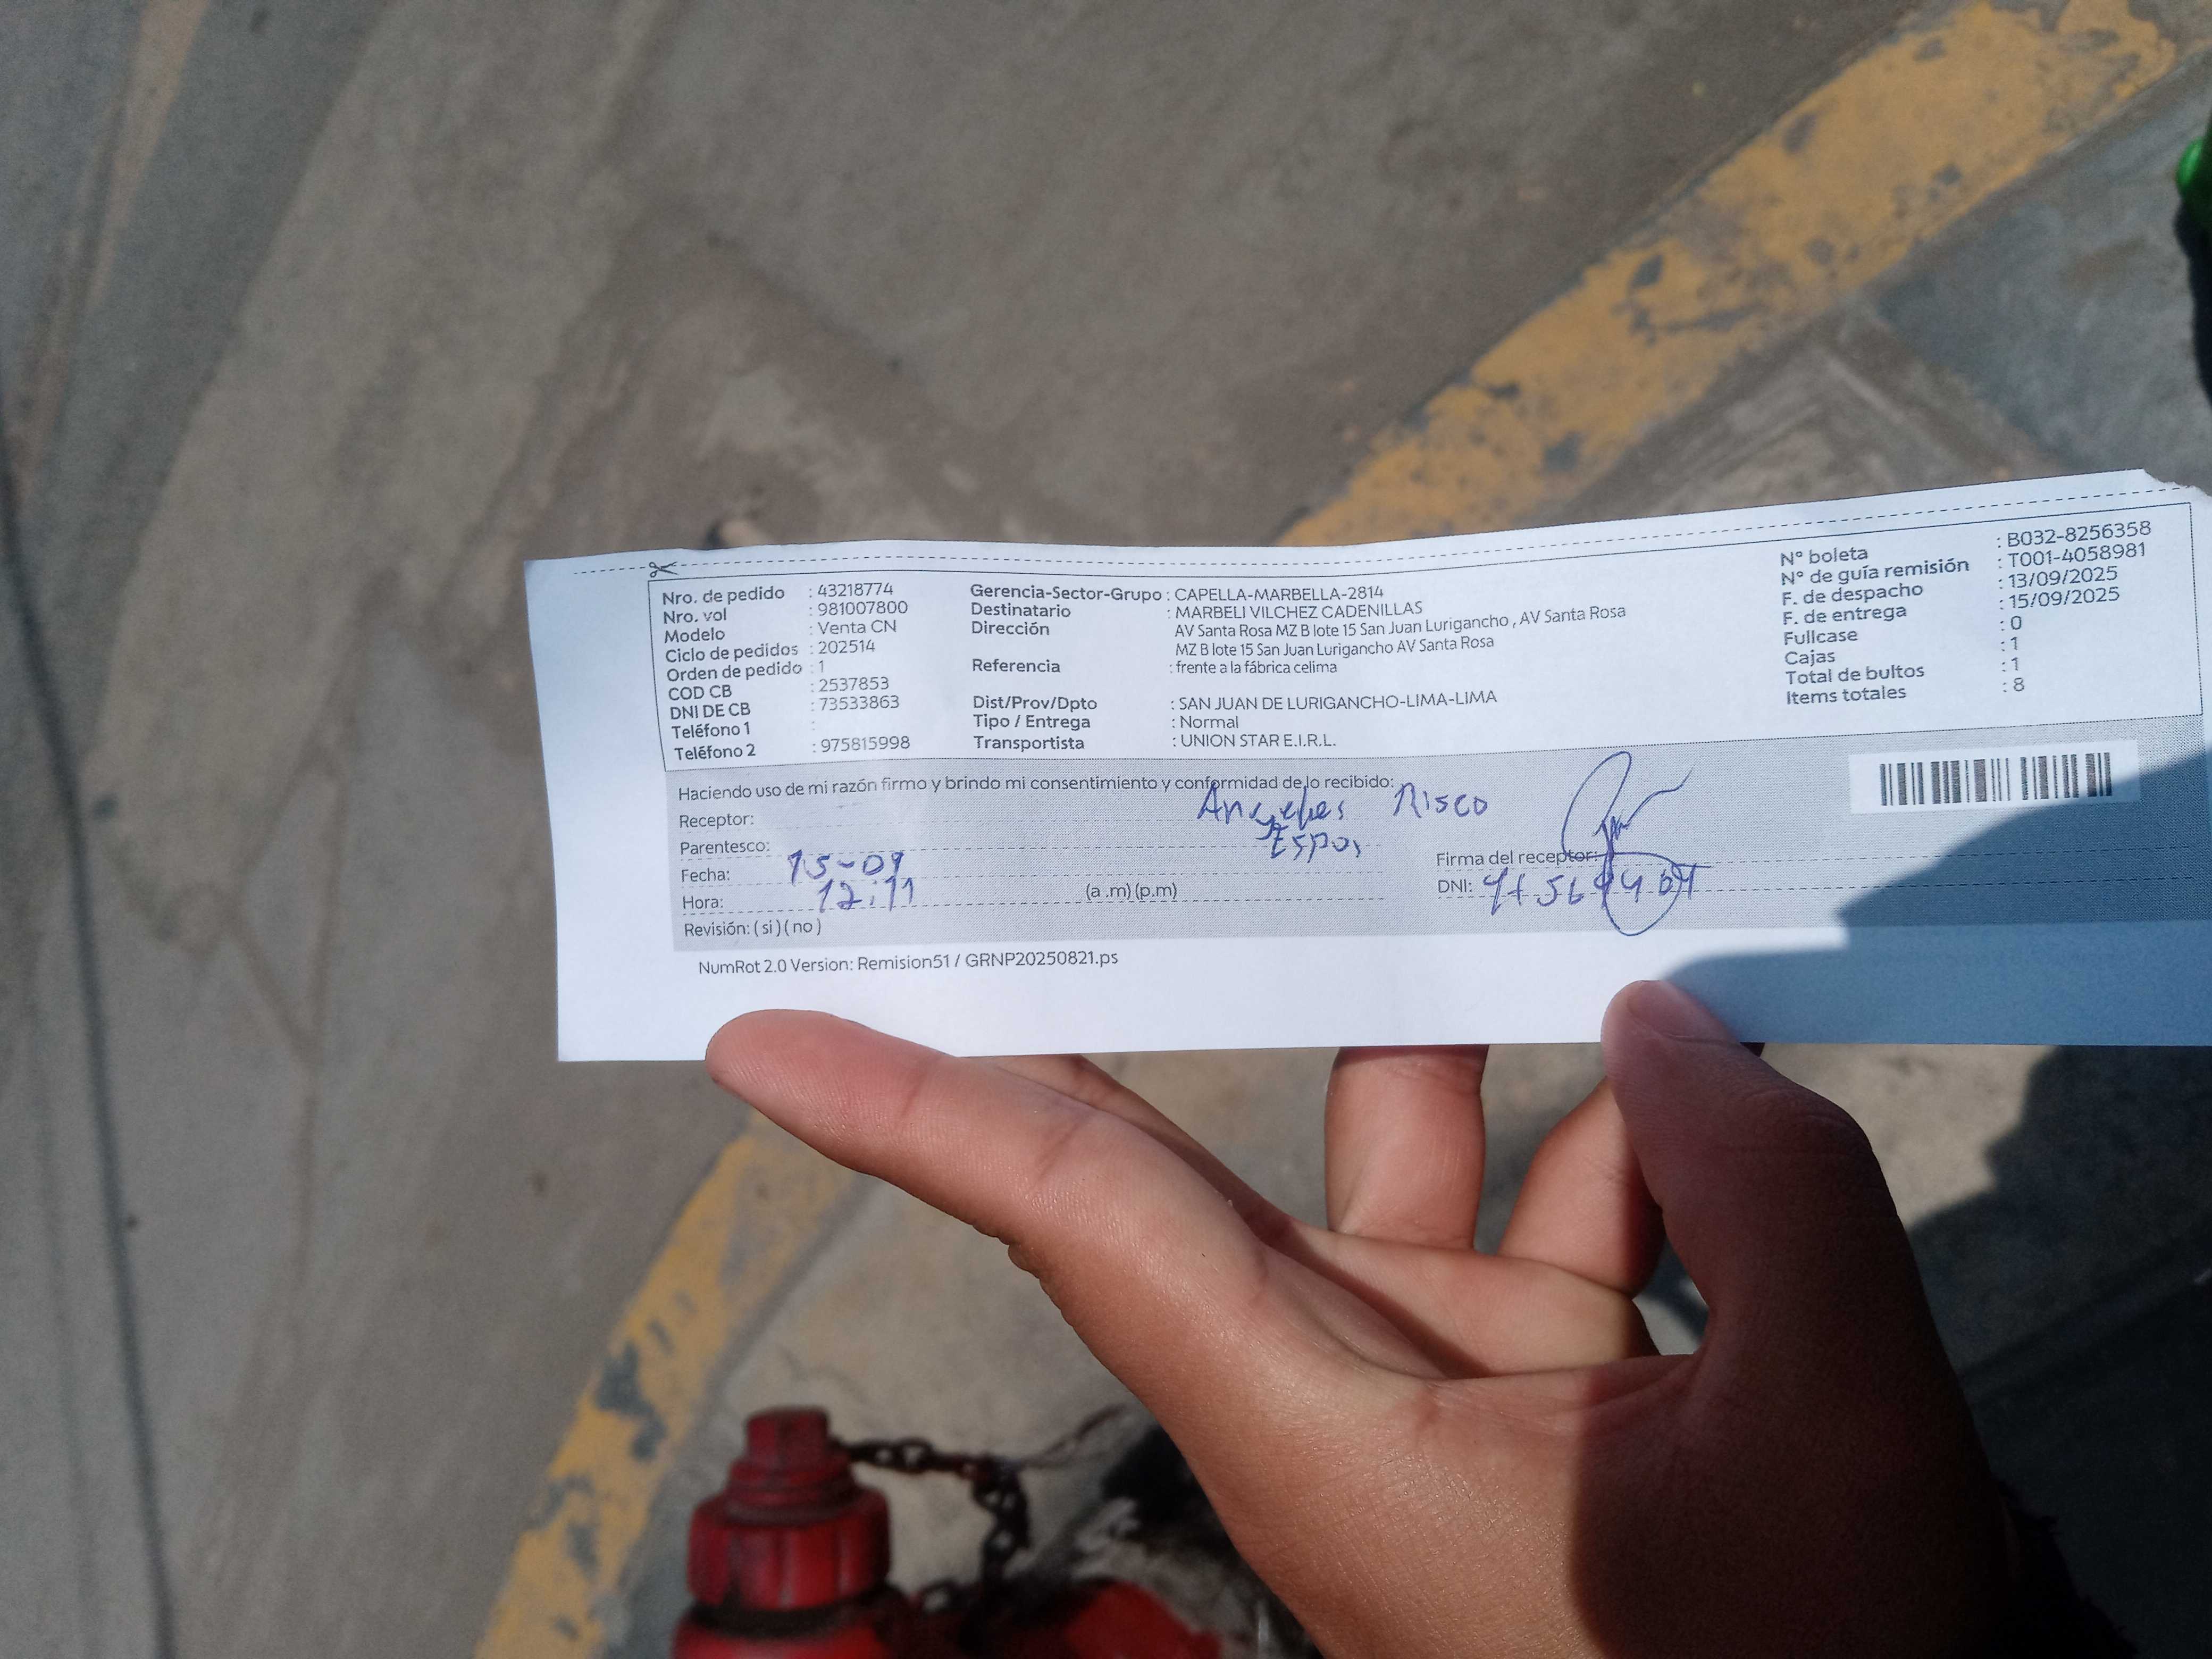 Nro. de pedido : 43218774
Nro. vol : 981007800
Modelo : Venta CN
Ciclo de pedidos : 202514
Orden de pedido : 1
COD CB : 2537853
DNI DE CB : 73533863
Teléfono 1 :
Teléfono 2 : 975815998
Gerencia-Sector-Grupo : CAPELLA-MARBELLA-2814
Destinatario : MARBELI VILCHEZ CADENILLAS
Dirección AV Santa Rosa MZ B lote 15 San Juan Lurigancho , AV Santa Rosa
MZ B lote 15 San Juan Lurigancho AV Santa Rosa
Referencia : frente a la fábrica celima
Dist/Prov/Dpto : SAN JUAN DE LURIGANCHO-LIMA-LIMA
Tipo / Entrega : Normal
Transportista : UNION STAR E.I.R.L.
N° boleta : B032-8256358
N° de guía remisión : T001-4058981
F. de despacho : 13/09/2025
F. de entrega : 15/09/2025
Fullcase : 0
Cajas : 1
Total de bultos : 1
Items totales : 8
Haciendo uso de mi razón firmo y brindo mi consentimiento y conformidad de lo recibido:
Receptor: Risco
Parentesco: Espo,
Fecha: 15-09
Hora: 12:11 (a .m) (p.m)
Revisión: ( si ) ( no )
Firma del receptor:
DNI:
NumRot 2.0 Version: Remision51 / GRNP20250821.ps